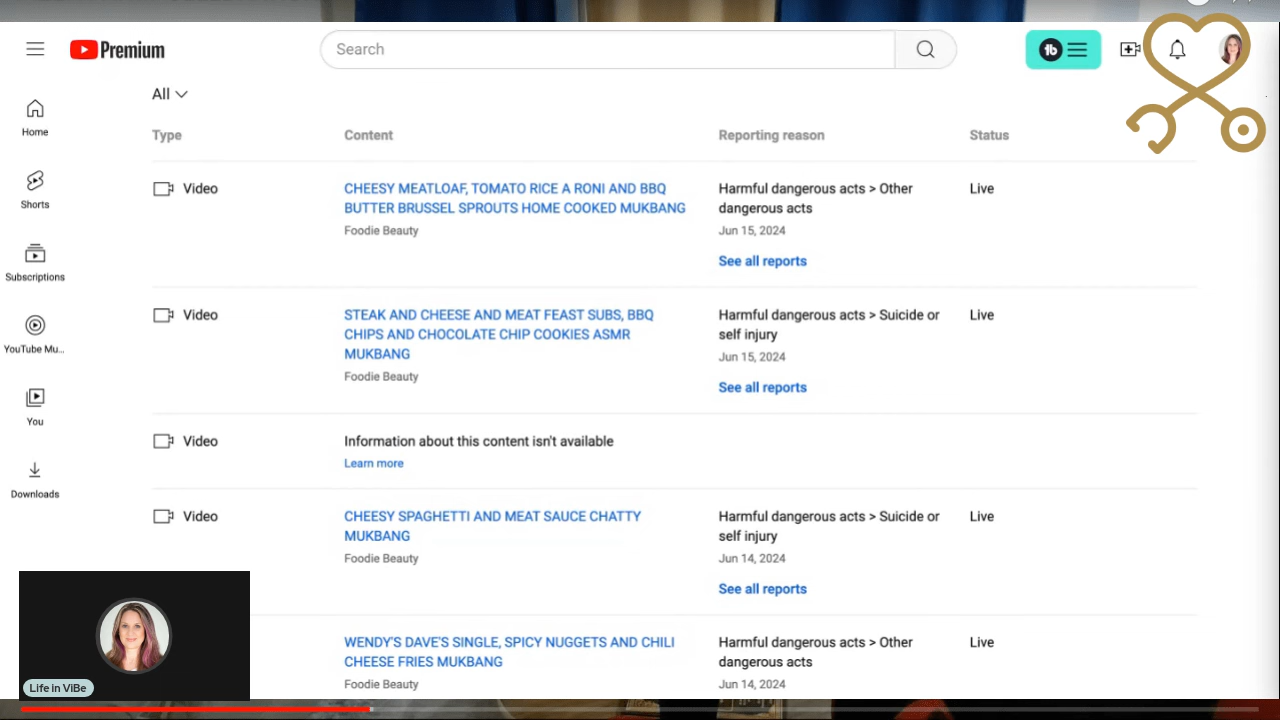 Premium
Search
All
Home
Shorts
Subscriptions
YouTube Mu...
You
Downloads
Type Content Reporting reason Status
Video CHEESY MEATLOAF, TOMATO RICE A RONI AND BBQ Harmful dangerous acts > Other Live
BUTTER BRUSSEL SPROUTS HOME COOKED MUKBANG dangerous acts
Foodie Beauty Jun 15, 2024
See all reports
Video STEAK AND CHEESE AND MEAT FEAST SUBS, BBQ Harmful dangerous acts > Suicide or Live
CHIPS AND CHOCOLATE CHIP COOKIES ASMR self injury
MUKBANG Jun 15, 2024
Foodie Beauty
See all reports
Video Information about this content isn't available
Learn more
Video CHEESY SPAGHETTI AND MEAT SAUCE CHATTY Harmful dangerous acts > Suicide or Live
MUKBANG self injury
Foodie Beauty Jun 14, 2024
See all reports
WENDY'S DAVE'S SINGLE, SPICY NUGGETS AND CHILI Harmful dangerous acts > Other Live
CHEESE FRIES MUKBANG dangerous acts
Foodie Beauty Jun 14, 2024
Life in ViBe